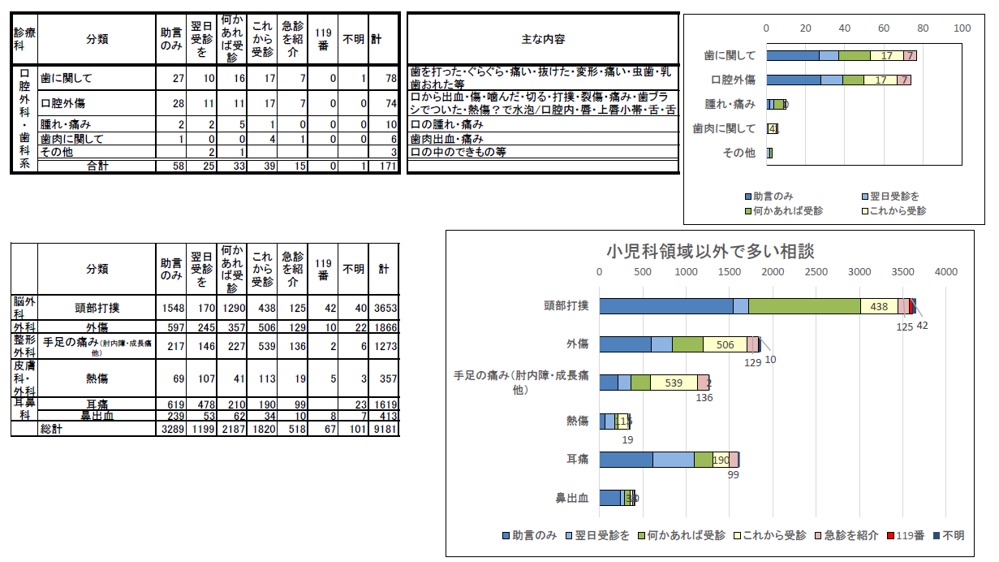 診療科 分類 助言のみ 翌日受診を 何かあれば受診 これから受診 急診を紹介 119番 不明 計 主な内容
口腔外科・歯科系
歯に関して 27 10 16 17 7 0 1 78 歯を打った・ぐらぐら・痛い・抜けた・変形・痛い・虫歯・乳歯おれた等
口腔外傷 28 11 11 17 7 0 0 74 口から出血・傷・噛んだ・切る・打撲・裂傷・痛み・歯ブラシでついた・熱傷？で水泡/口腔内・唇・上唇小帯・舌・舌
腫れ・痛み 2 2 5 1 0 0 0 10 口の腫れ・痛み
歯肉に関して 1 0 0 4 1 0 0 6 歯肉出血・痛み
その他 2 1 3 口の中のできもの等
合計 58 25 33 39 15 0 1 171
0 20 40 60 80 100
歯に関して 17 7
口腔外傷 17 7
腫れ・痛み
歯肉に関して 4
その他
助言のみ 翌日受診を
何かあれば受診 これから受診
分類 助言のみ 翌日受診を 何かあれば受診 これから受診 急診を紹介 119番 不明 計
脳外科 頭部打撲 1548 170 1290 438 125 42 40 3653
外科 外傷 597 245 357 506 129 10 22 1866
整形外科 手足の痛み(肘内障・成長痛他) 217 146 227 539 136 2 6 1273
皮膚科・外科 熱傷 69 107 41 113 19 5 3 357
耳鼻科 耳痛 619 478 210 190 99 23 1619
鼻出血 239 53 62 34 10 8 7 413
総計 3289 1199 2187 1820 518 67 101 9181
小児科領域以外で多い相談
0 500 1000 1500 2000 2500 3000 3500 4000
頭部打撲 438 125 42
外傷 506 129 10
手足の痛み(肘内障・成長痛他) 539 2 136
熱傷 19
耳痛 190 99
鼻出血
助言のみ 翌日受診を 何かあれば受診 これから受診 急診を紹介 119番 不明